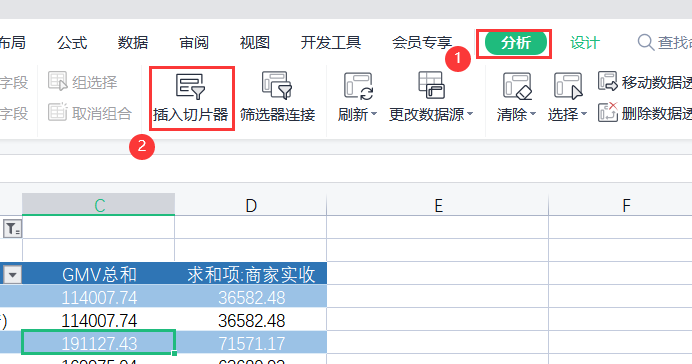 布局 公式 数据 审阅 视图 开发工具 会员专享 1 分析 设计 查找命
字段 组选择 插入切片器 筛选器连接 刷新 更改数据源 清除 选择 移动数据透
字段 取消组合 删除数据透
2
C D E F
GMV总和 求和项:商家实收
114007.74 36582.48
) 114007.74 36582.48
191127.43 71571.17